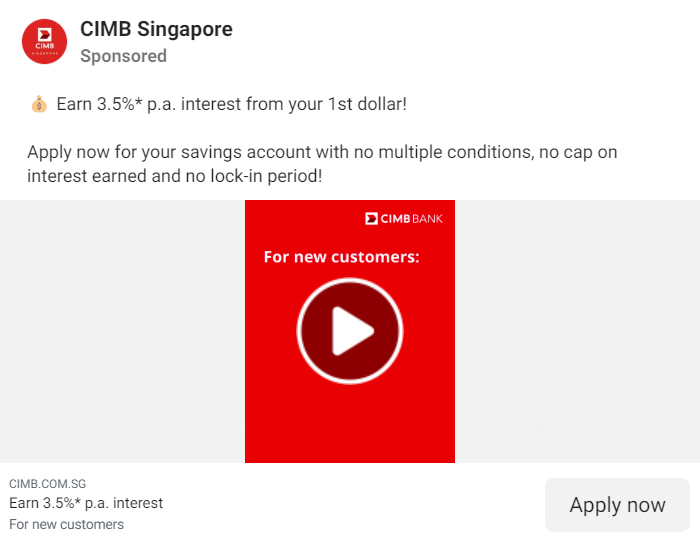 CIMB Singapore
Sponsored
Earn 3.5%* p.a. interest from your 1st dollar!
Apply now for your savings account with no multiple conditions, no cap on
interest earned and no lock-in period!
CIMB
SINGAPORE
CIMB BANK
For new customers:
CIMB.COM.SG
Earn 3.5%* p.a. interest
For new customers
Apply now